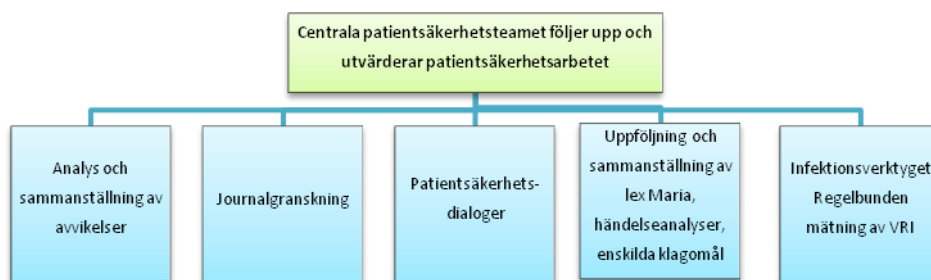 Centrala patientsäkerhetsteamet följer upp och
utvärderar patientsäkerhetsarbetet
Analys och
sammanställning av
avvikelser
Journalgranskning
Patientsäkerhets-
dialoger
Uppföljning och
sammanställning av
lex Maria,
händelseanalyser,
enskilda klagomål
Infektionsverktyget
Regelbunden
mätning av VRI